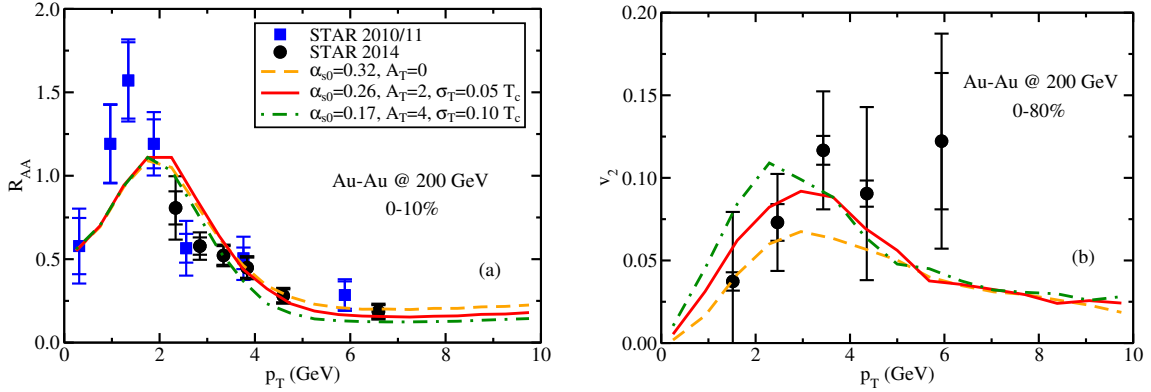 2.0
1.5
1.0
0.5
0.0
R_AA
STAR 2010/11
STAR 2014
α_s0=0.32, A_T=0
α_s0=0.26, A_T=2, σ_T=0.05 T_c
α_s0=0.17, A_T=4, σ_T=0.10 T_c
Au-Au @ 200 GeV
0-10%
(a)
0 2 4 6 8 10
p_T (GeV)
0.20
0.15
0.10
0.05
0.00
v_2
Au-Au @ 200 GeV
0-80%
(b)
0 2 4 6 8 10
p_T (GeV)